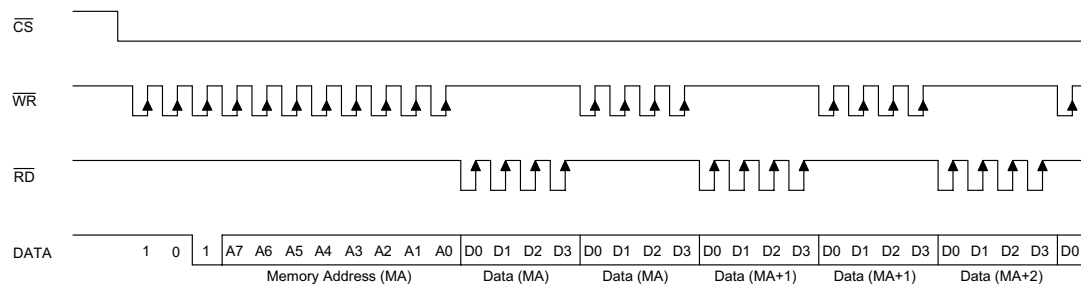 CS
WR
RD
DATA 1 0 1 A7 A6 A5 A4 A3 A2 A1 A0 D0 D1 D2 D3 D0 D1 D2 D3 D0 D1 D2 D3 D0 D1 D2 D3 D0 D1 D2 D3 D0
Memory Address (MA) Data (MA) Data (MA) Data (MA+1) Data (MA+1) Data (MA+2)